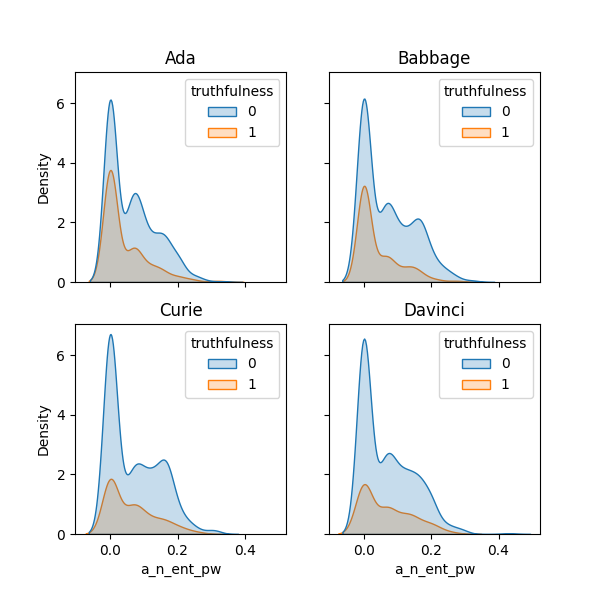 Ada
Babbage
truthfulness
0
1
truthfulness
0
1
Density
6
4
2
0
Curie
Davinci
truthfulness
0
1
truthfulness
0
1
Density
6
4
2
0
0.0 0.2 0.4
0.0 0.2 0.4
a_n_ent_pw
a_n_ent_pw